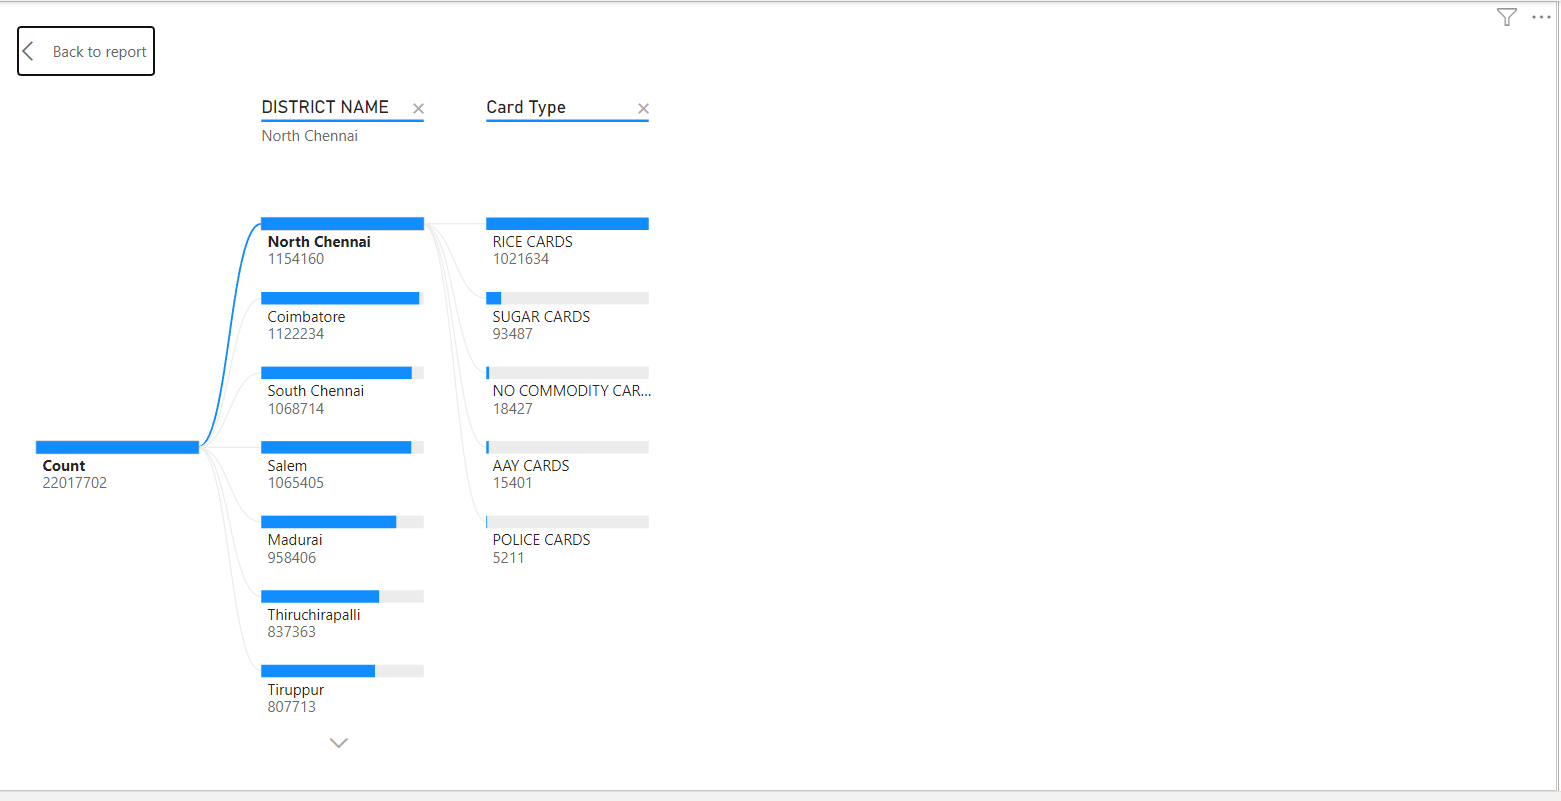 Back to report
DISTRICT NAME
North Chennai
Card Type
Count
22017702
North Chennai
1154160
Coimbatore
1122234
South Chennai
1068714
Salem
1065405
Madurai
958406
Thiruchirapalli
837363
Tiruppur
807713
RICE CARDS
1021634
SUGAR CARDS
93487
NO COMMODITY CAR...
18427
AAY CARDS
15401
POLICE CARDS
5211